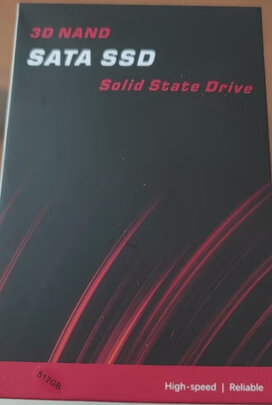 3D NAND
SATA SSD
Solid State Drive
512GB
High-speed | Reliable